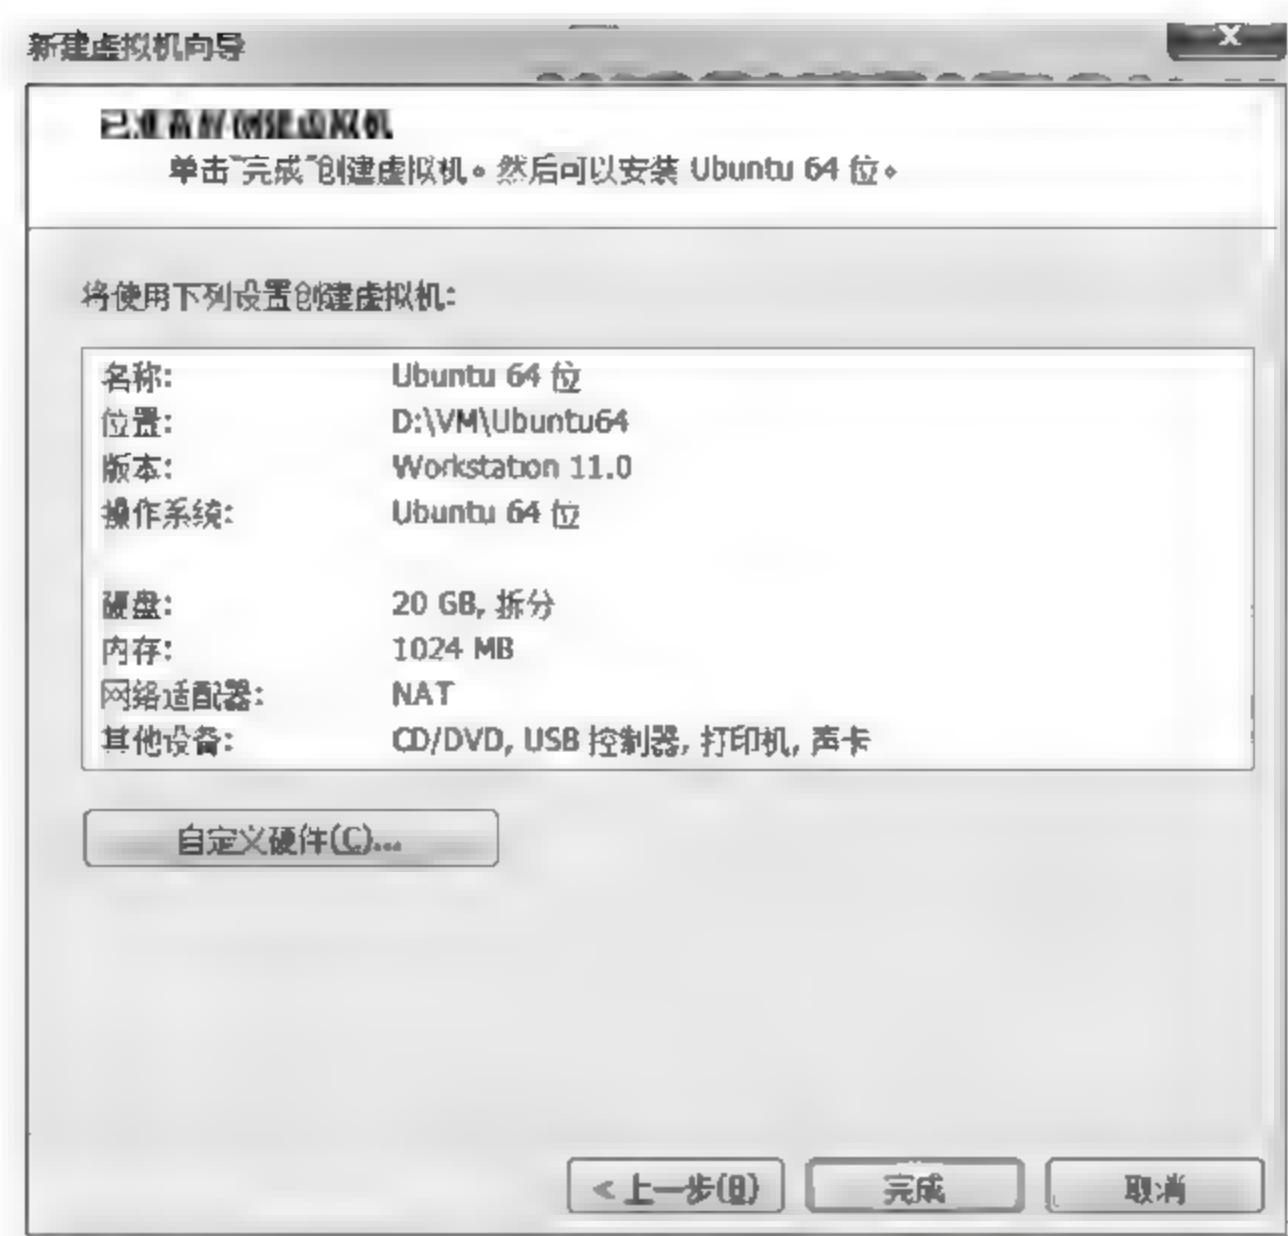 新建虚拟机向导
已准备好创建虚拟机
单击"完成"创建虚拟机。然后可以安装 Ubuntu 64 位。
将使用下列设置创建虚拟机:
名称: Ubuntu 64 位
位置: D:\VM\Ubuntu64
版本: Workstation 11.0
操作系统: Ubuntu 64 位
硬盘: 20 GB, 拆分
内存: 1024 MB
网络适配器: NAT
其他设备: CD/DVD, USB 控制器, 打印机, 声卡
自定义硬件(C)...
< 上一步(B) 完成 取消